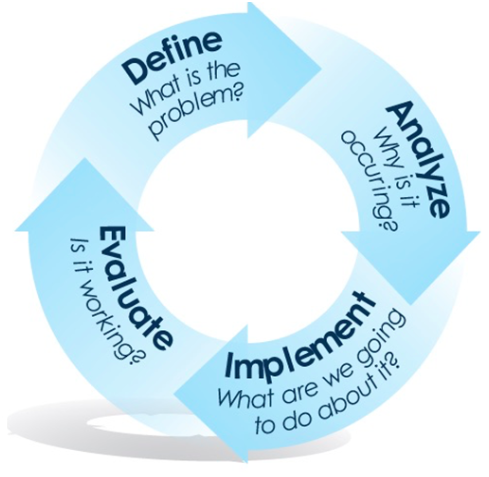 Define
What is the
problem?
Analyze
Why is it
occuring?
Implement
What are we going
to do about it?
Evaluate
Is it working?